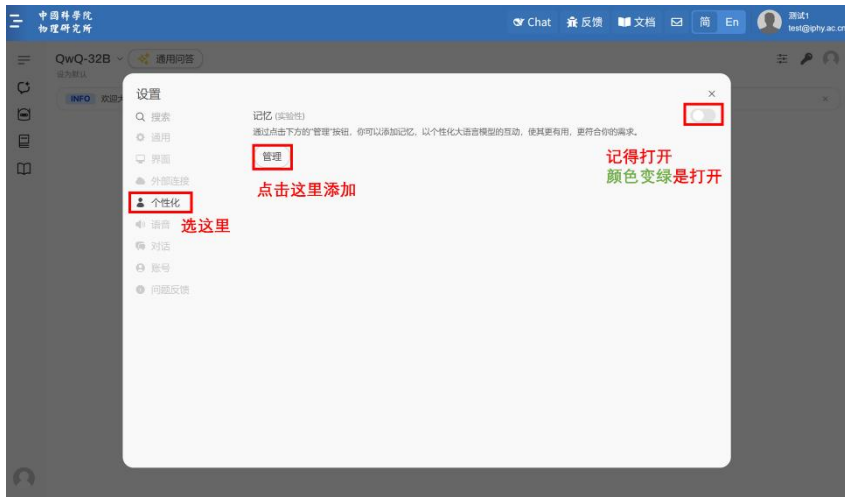 中国科学院
物理研究所
Chat 反馈 文档 简 En
测试1
test@iphy.ac.cn
QwQ-32B 通用问答
设为默认
INFO 欢迎
设置
搜索
通用
界面
外部连接
个性化
语音
对话
账号
问题反馈
选这里
记忆 (实验性)
通过点击下方的“管理”按钮，你可以添加记忆，以个性化大语言模型的互动，使其更有用，更符合你的需求。
管理
点击这里添加
记得打开
颜色变绿是打开